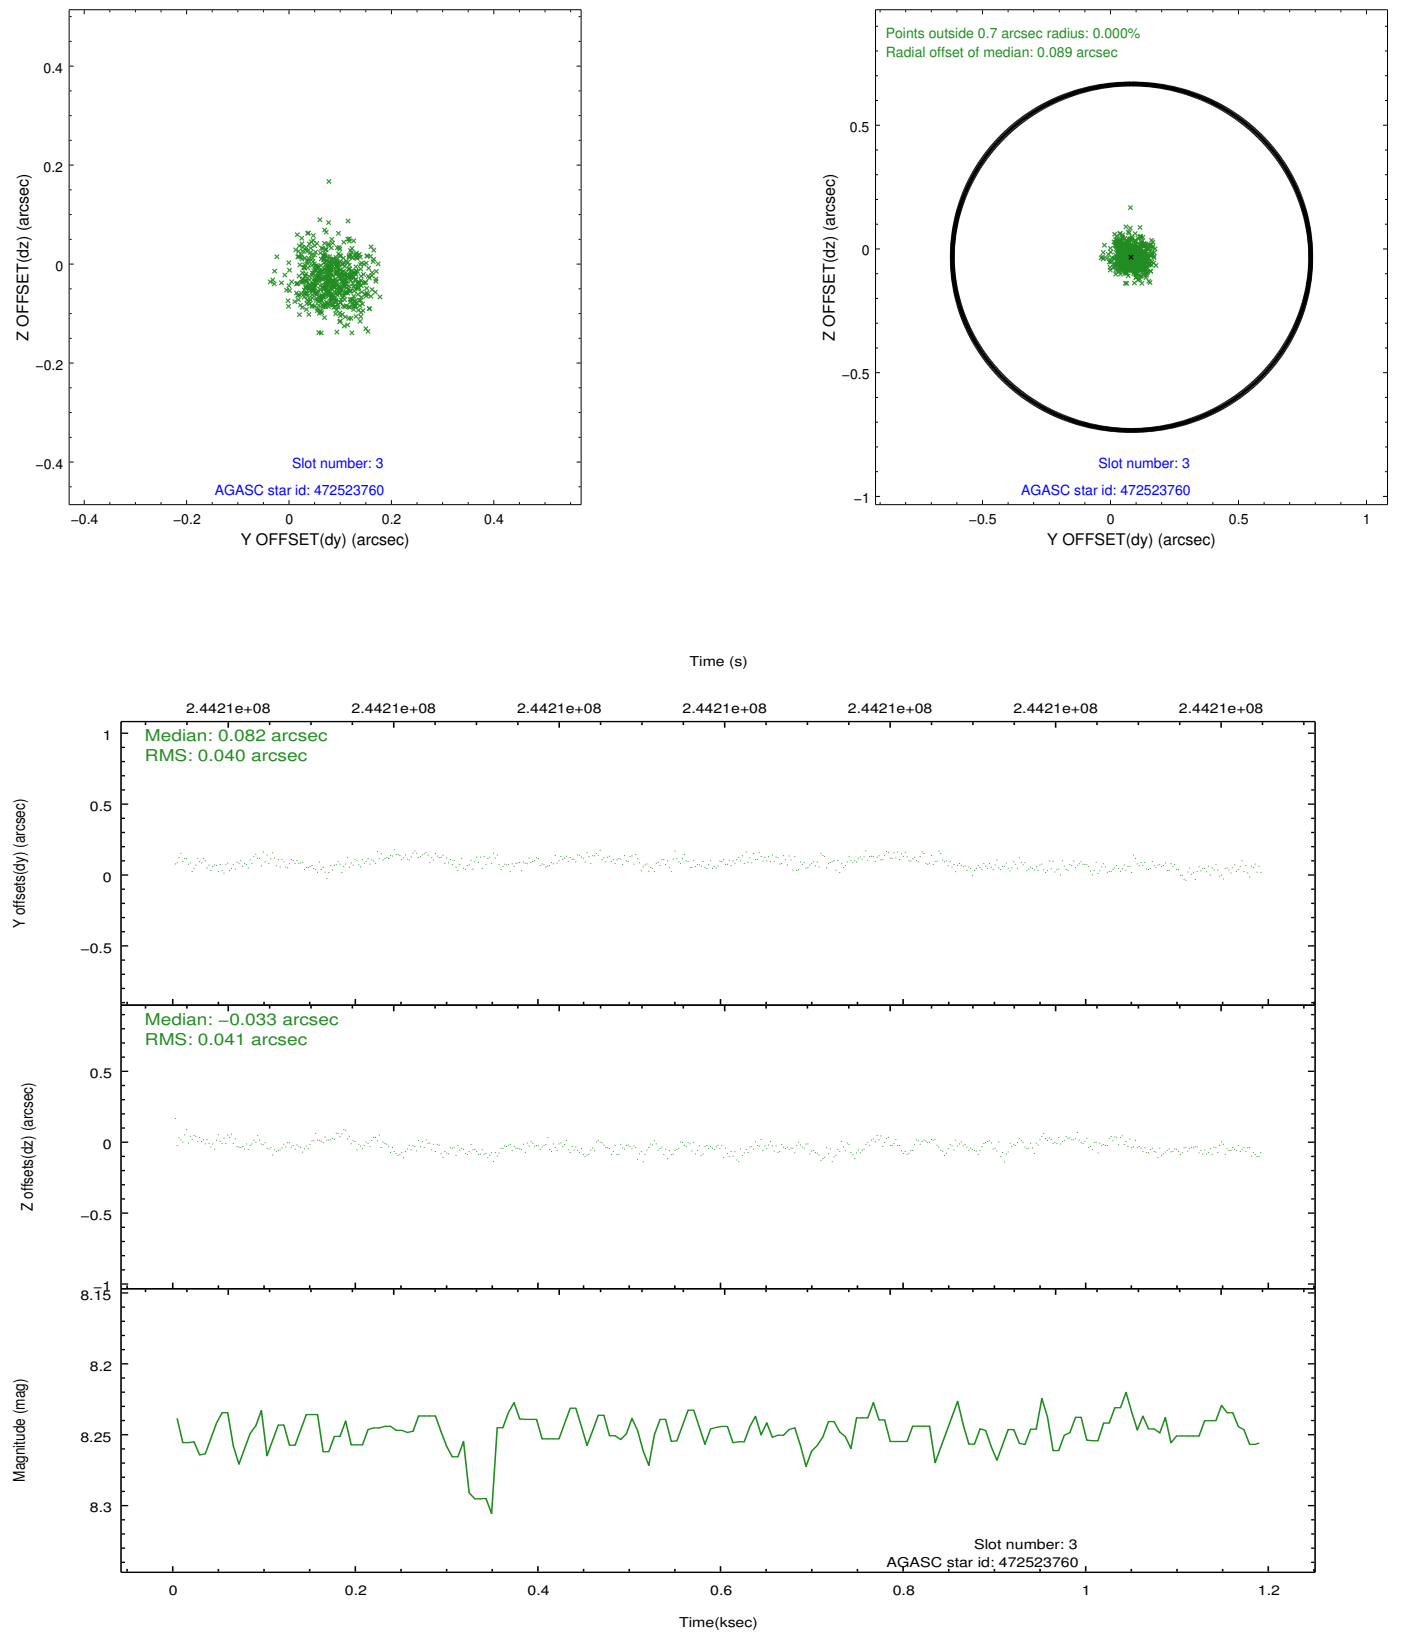 0.4
0.2
0
−0.2
−0.4
Z OFFSET(dz) (arcsec)
Slot number: 3
AGASC star id: 472523760
−0.4 −0.2 0 0.2 0.4
Y OFFSET(dy) (arcsec)
Points outside 0.7 arcsec radius: 0.000%
Radial offset of median: 0.089 arcsec
0.5
0
−0.5
−1
Z OFFSET(dz) (arcsec)
Slot number: 3
AGASC star id: 472523760
−0.5 0 0.5 1
Y OFFSET(dy) (arcsec)
Time (s)
2.4421e+08 2.4421e+08 2.4421e+08 2.4421e+08 2.4421e+08 2.4421e+08 2.4421e+08
Median: 0.082 arcsec
RMS: 0.040 arcsec
1
0.5
0
−0.5
Y offsets(dy) (arcsec)
Median: −0.033 arcsec
RMS: 0.041 arcsec
0.5
0
−0.5
−1
Z offsets(dz) (arcsec)
8.15
8.2
8.25
8.3
Magnitude (mag)
Slot number: 3
AGASC star id: 472523760
0 0.2 0.4 0.6 0.8 1 1.2
Time(ksec)